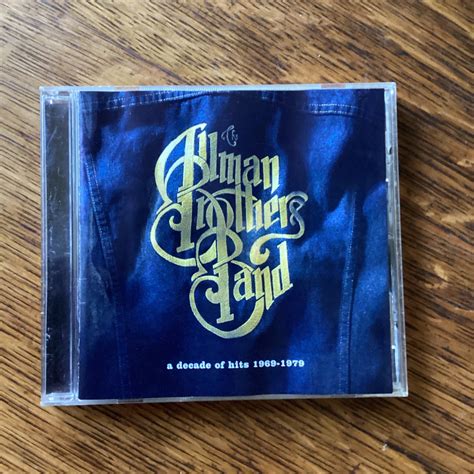 The
Allman
Brothers
Band
a decade of hits 1969-1979